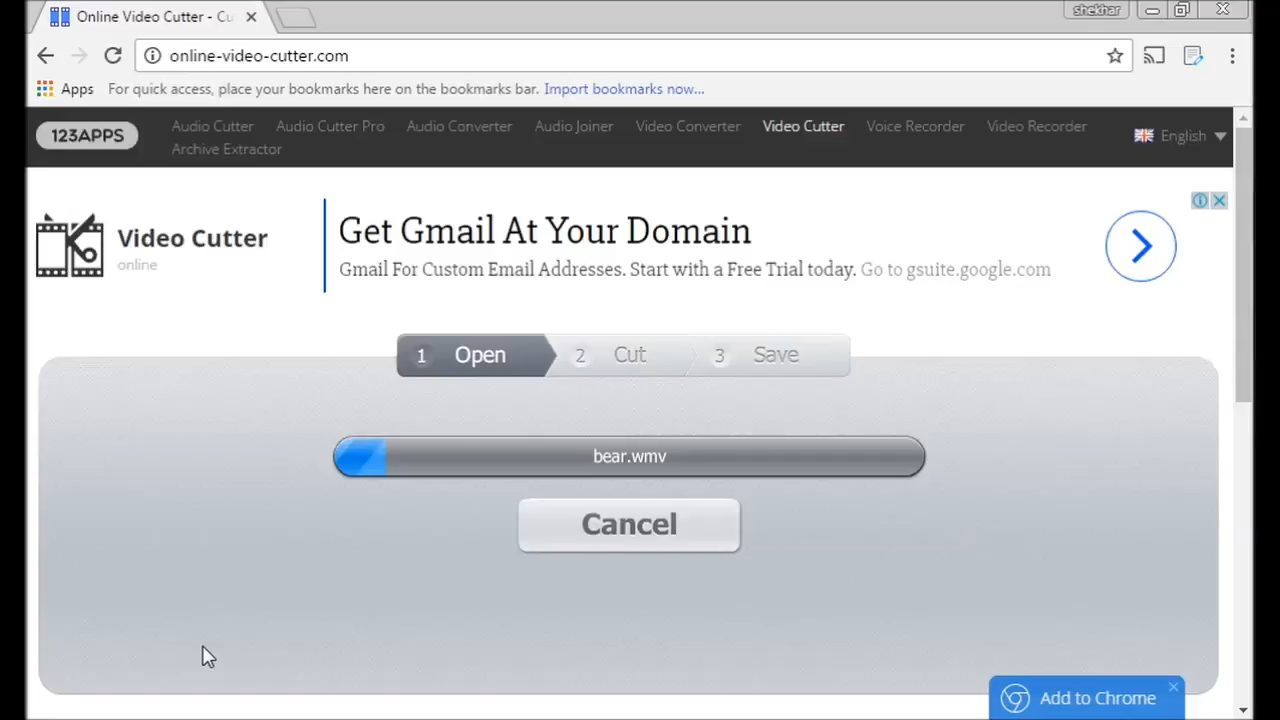 Online Video Cutter - Cu
shekhar
online-video-cutter.com
Apps For quick access, place your bookmarks here on the bookmarks bar. Import bookmarks now...
123APPS
Audio Cutter Audio Cutter Pro Audio Converter Audio Joiner Video Converter Video Cutter Voice Recorder Video Recorder
Archive Extractor
English
Video Cutter
online
Get Gmail At Your Domain
Gmail For Custom Email Addresses. Start with a Free Trial today. Go to gsuite.google.com
1 Open 2 Cut 3 Save
bear.wmv
Cancel
Add to Chrome